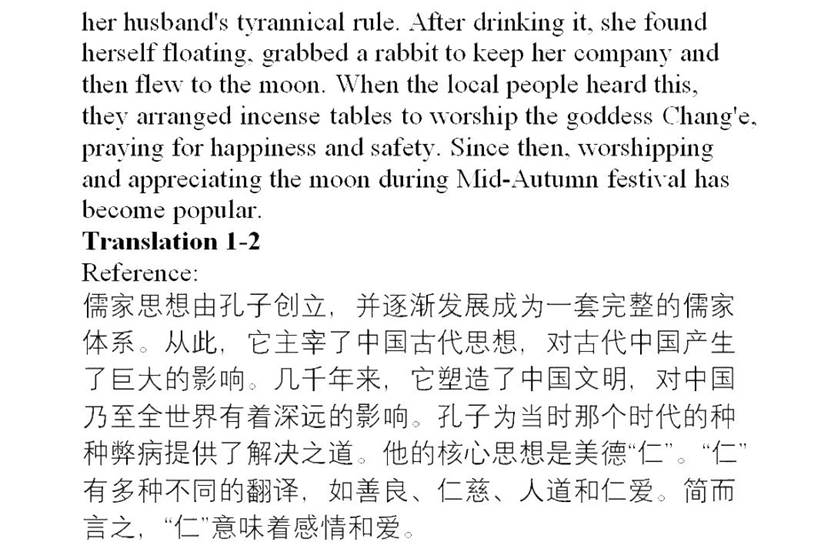 her husband's tyrannical rule. After drinking it, she found
herself floating, grabbed a rabbit to keep her company and
then flew to the moon. When the local people heard this,
they arranged incense tables to worship the goddess Chang'e,
praying for happiness and safety. Since then, worshipping
and appreciating the moon during Mid-Autumn festival has
become popular.
Translation 1-2
Reference:
儒家思想由孔子创立，并逐渐发展成为一套完整的儒家
体系。从此，它主宰了中国古代思想，对古代中国产生
了巨大的影响。几千年来，它塑造了中国文明，对中国
乃至全世界有着深远的影响。孔子为当时那个时代的种
种弊病提供了解决之道。他的核心思想是美德“仁”。“仁”
有多种不同的翻译，如善良、仁慈、人道和仁爱。简而
言之，“仁”意味着感情和爱。